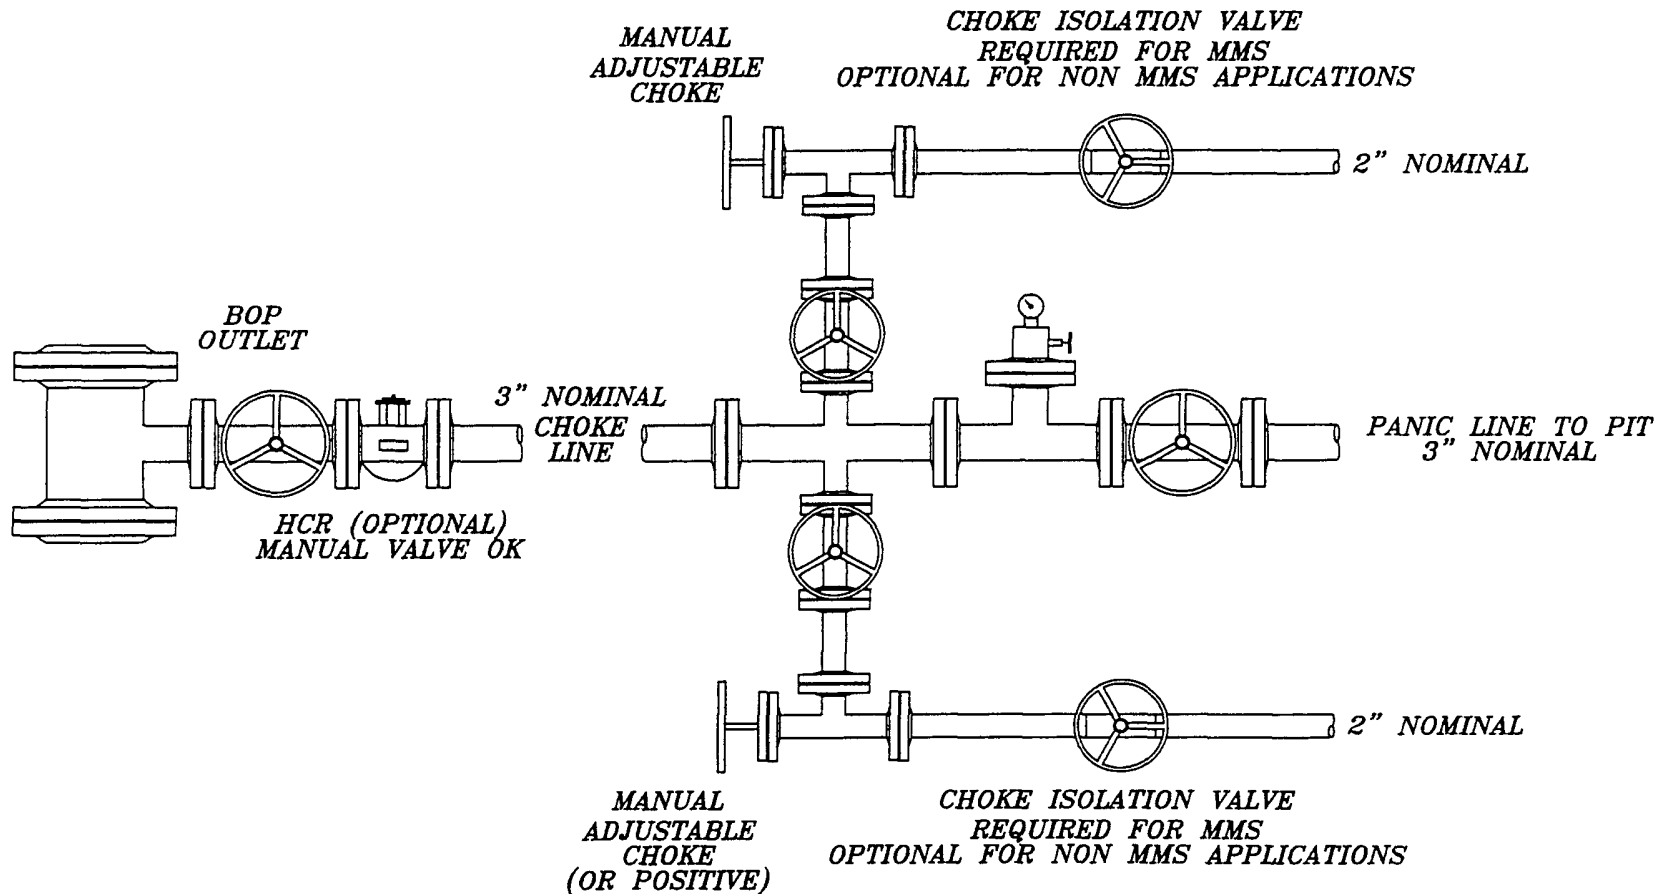 MANUAL
ADJUSTABLE
CHOKE
CHOKE ISOLATION VALVE
REQUIRED FOR MMS
OPTIONAL FOR NON MMS APPLICATIONS
2" NOMINAL
BOP
OUTLET
3" NOMINAL
CHOKE
LINE
PANIC LINE TO PIT
3" NOMINAL
HCR (OPTIONAL)
MANUAL VALVE OK
2" NOMINAL
MANUAL
ADJUSTABLE
CHOKE
(OR POSITIVE)
CHOKE ISOLATION VALVE
REQUIRED FOR MMS
OPTIONAL FOR NON MMS APPLICATIONS